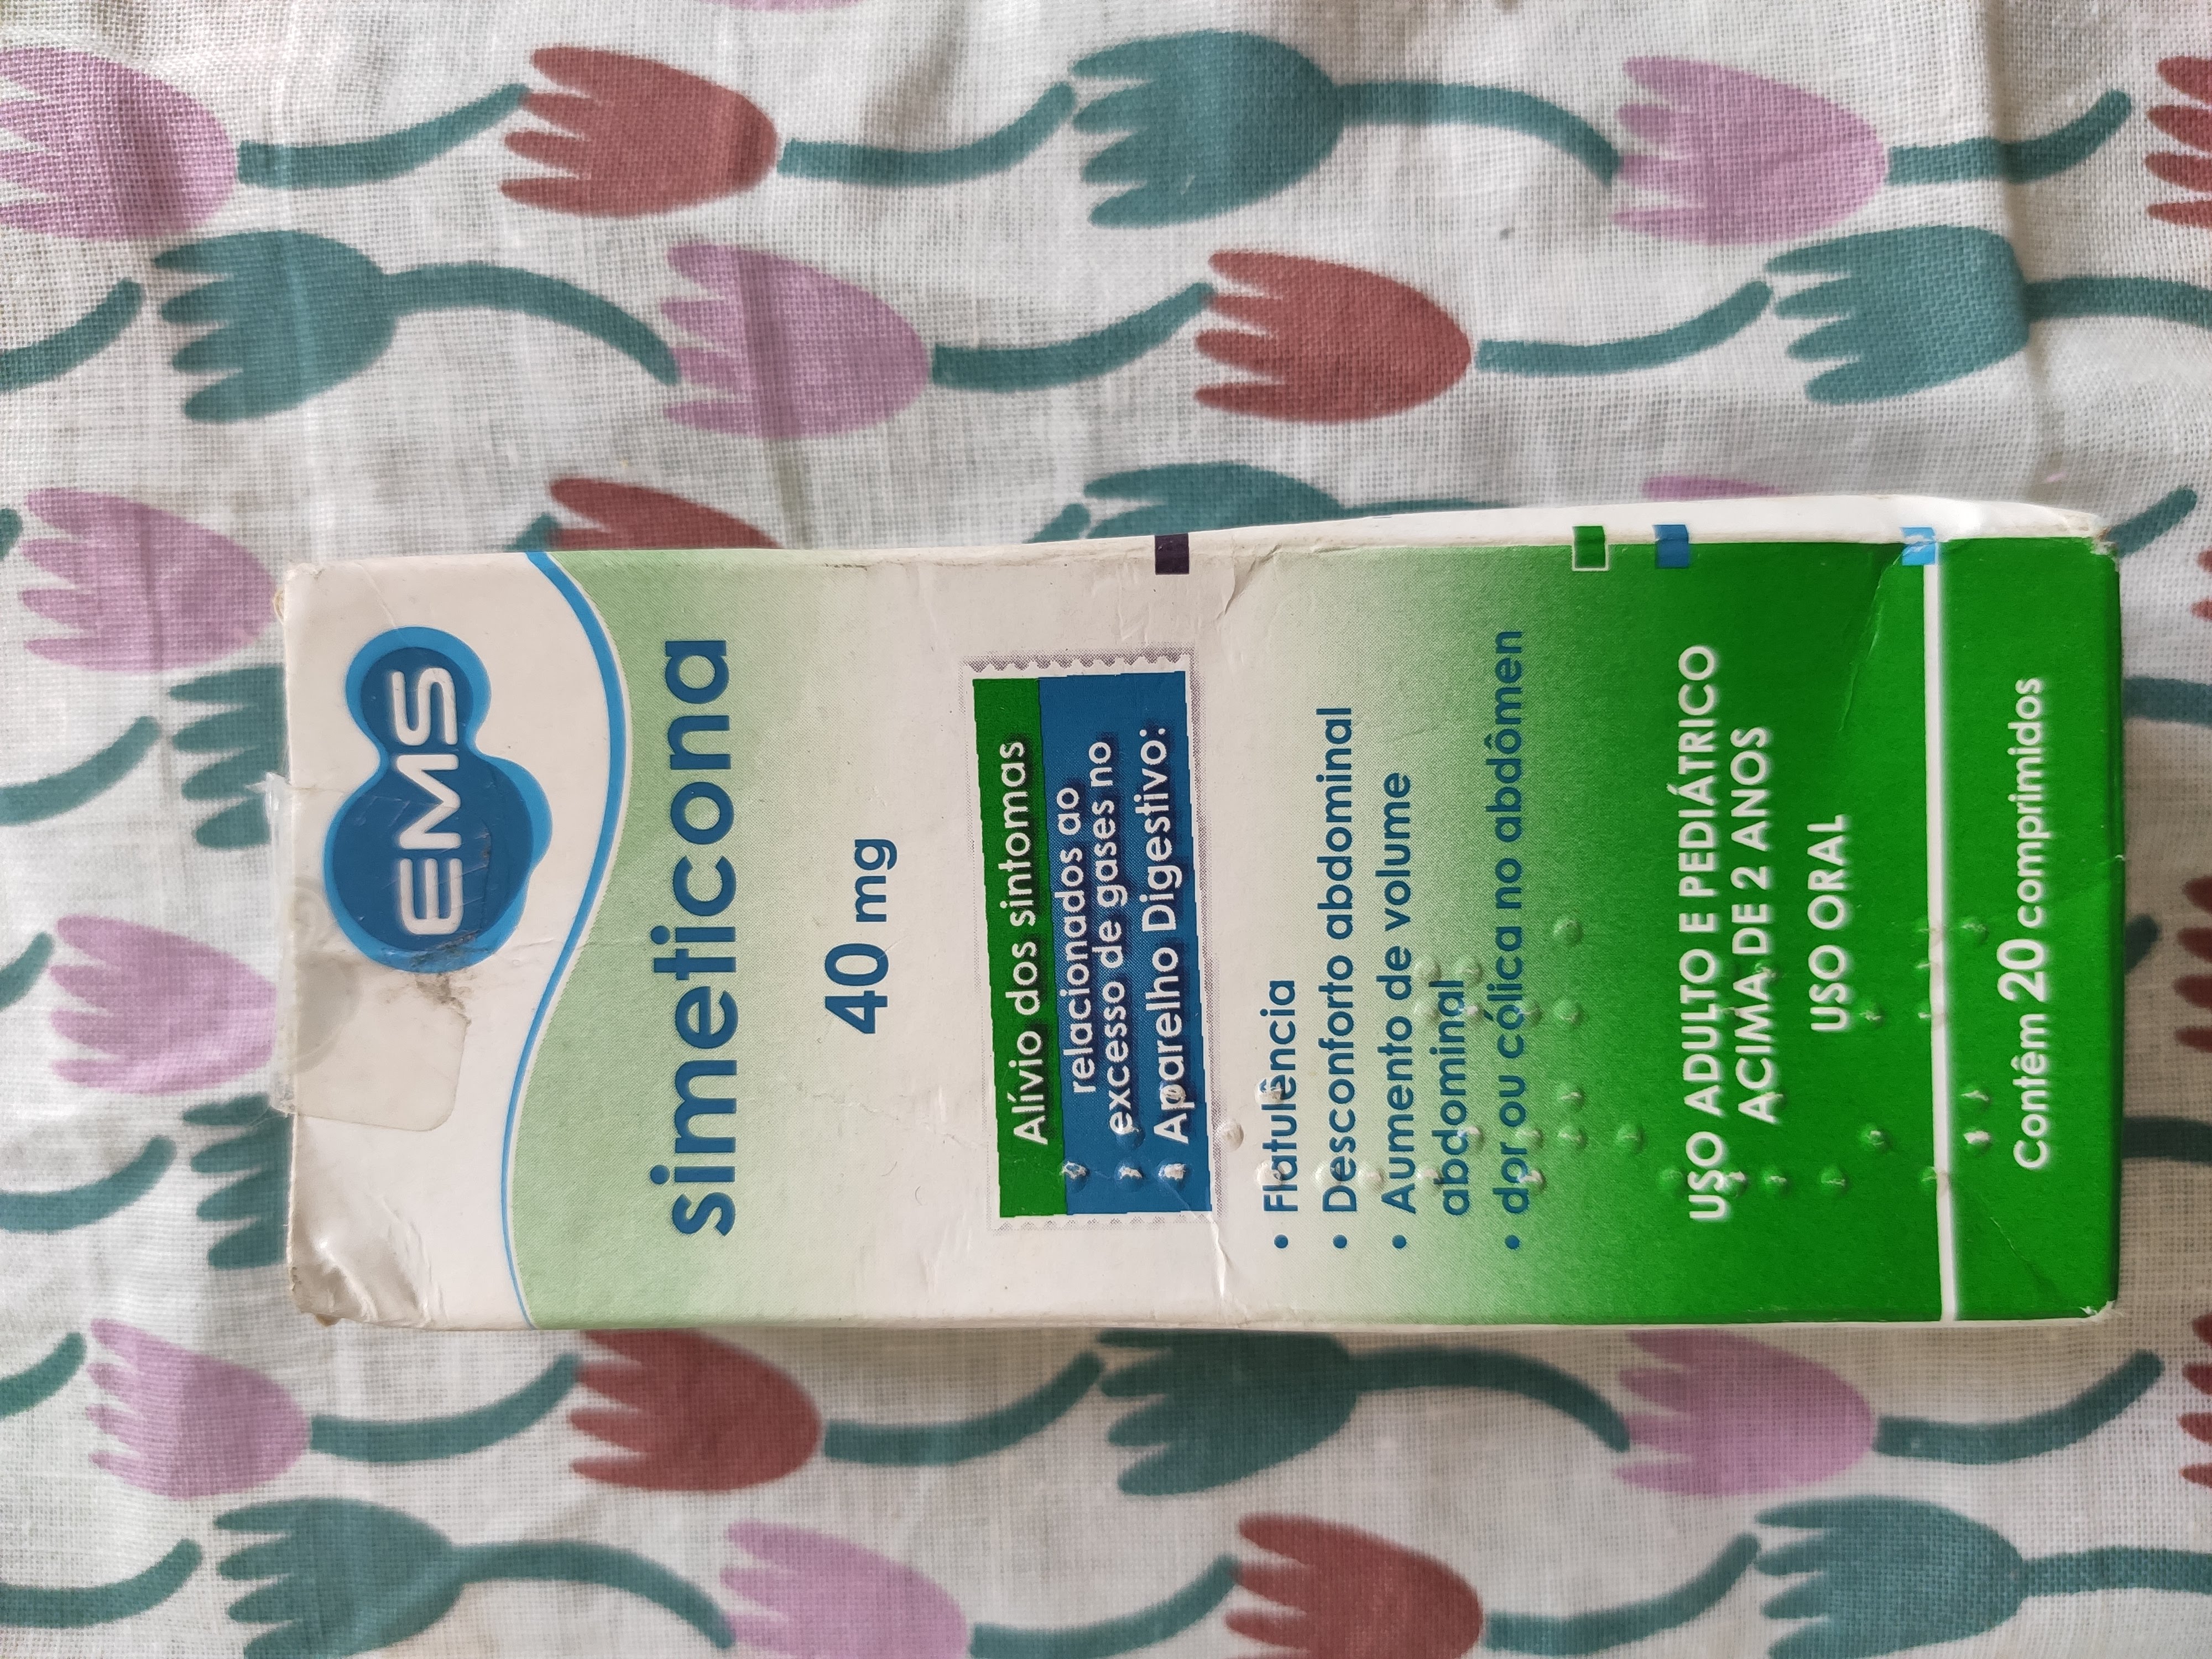 EMS
simeticona
40 mg
Alívio dos sintomas
relacionados ao
excesso de gases no
Aparelho Digestivo:
• Flatulência
• Desconforto abdominal
• Aumento de volume
abdominal
• dor ou cólica no abdômen
USO ADULTO E PEDIÁTRICO
ACIMA DE 2 ANOS
USO ORAL
Contêm 20 comprimidos